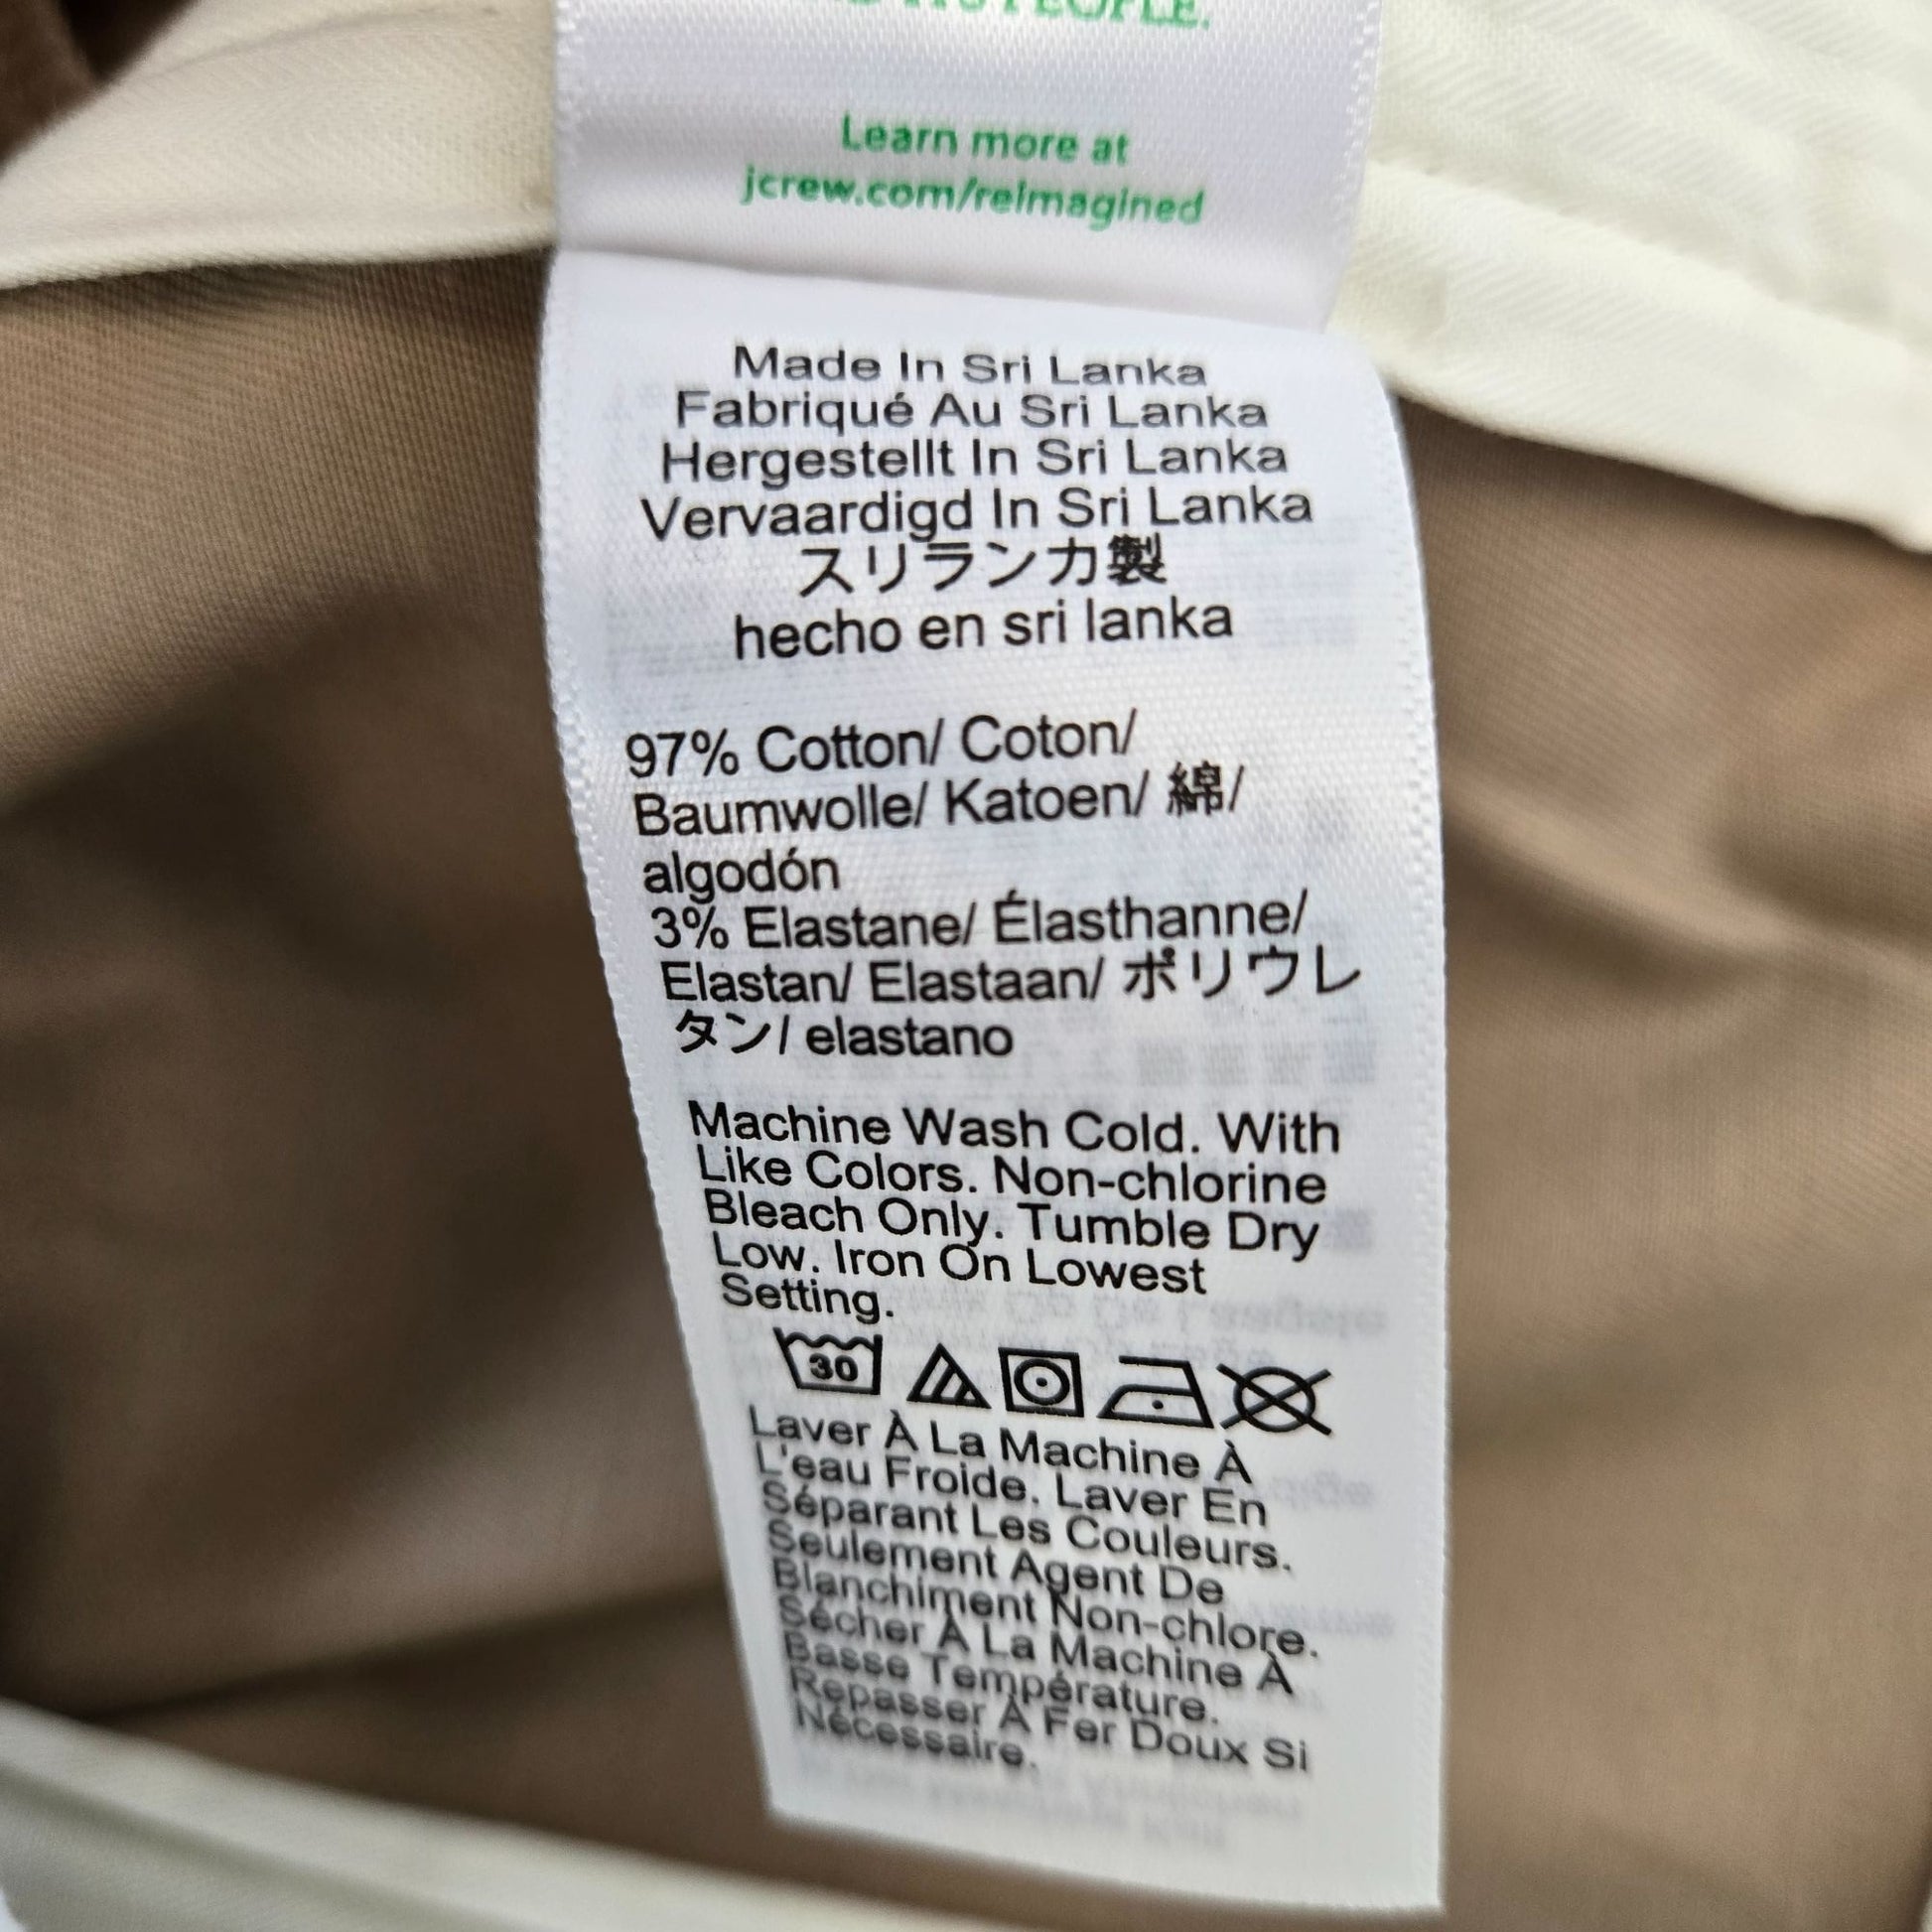 PEOPLE.
Learn more at
jcrew.com/reimagined
Made In Sri Lanka
Fabriqué Au Sri Lanka
Hergestellt In Sri Lanka
Vervaardigd In Sri Lanka
スリランカ製
hecho en sri lanka
97% Cotton/ Coton/
Baumwolle/ Katoen/ 綿/
algodón
3% Elastane/ Élasthanne/
Elastan/ Elastaan/ ポリウレ
タン/ elastano
Machine Wash Cold. With
Like Colors. Non-chlorine
Bleach Only. Tumble Dry
Low. Iron On Lowest
Setting.
30
Laver À La Machine À
L'eau Froide. Laver En
Séparant Les Couleurs.
Seulement Agent De
Blanchiment Non-chlore.
Sécher À La Machine À
Basse Température.
Repasser À Fer Doux Si
Nécessaire.